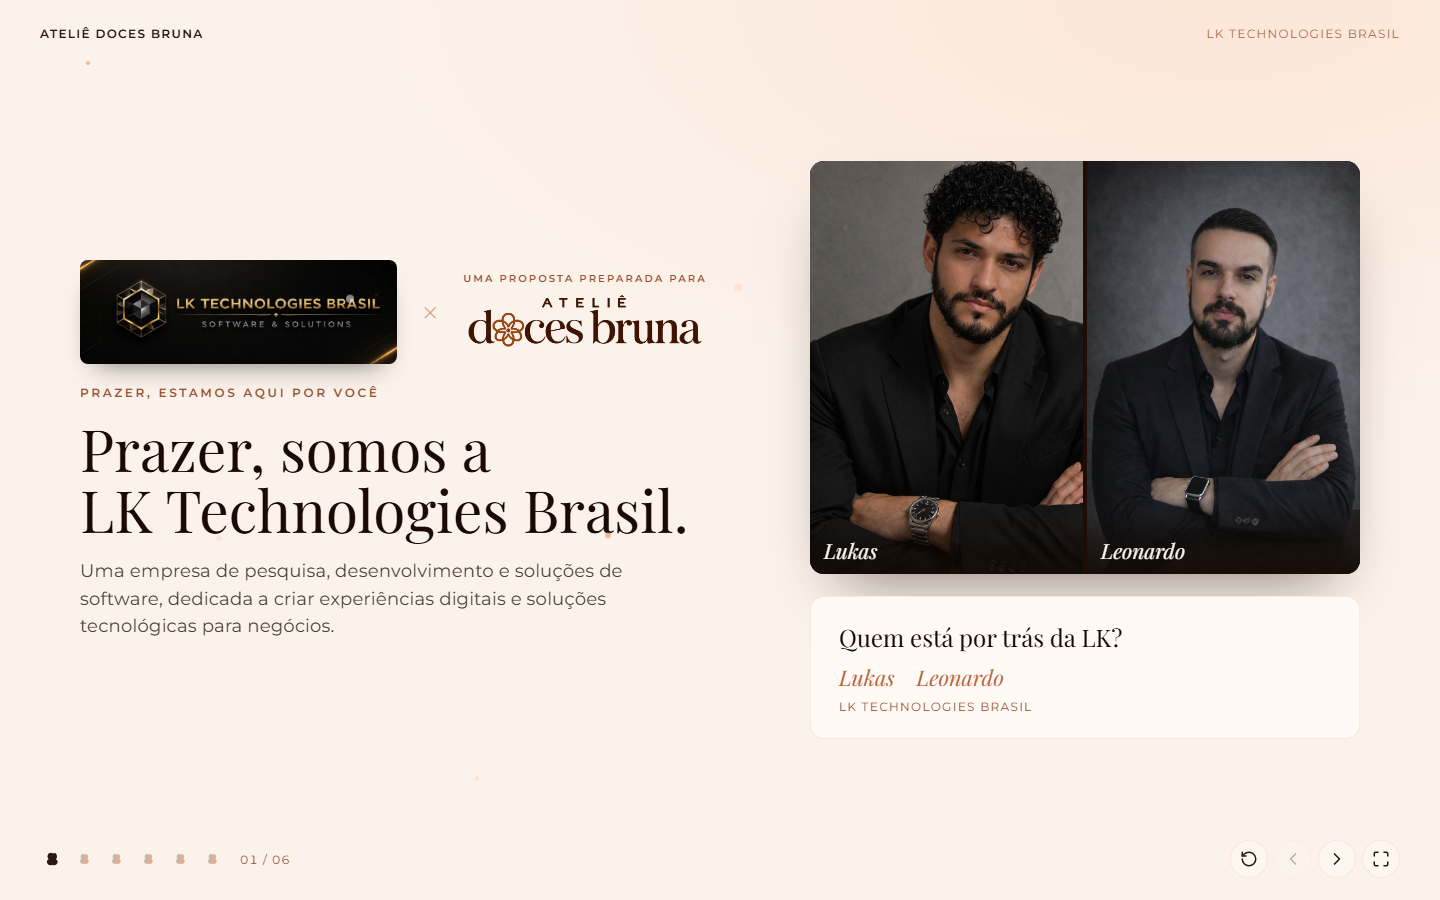 ATELIÊ DOCES BRUNA
LK TECHNOLOGIES BRASIL
LK TECHNOLOGIES BRASIL
SOFTWARE & SOLUTIONS
UMA PROPOSTA PREPARADA PARA
ATELIÊ
doces bruna
PRAZER, ESTAMOS AQUI POR VOCÊ
Prazer, somos a
LK Technologies Brasil.
Uma empresa de pesquisa, desenvolvimento e soluções de
software, dedicada a criar experiências digitais e soluções
tecnológicas para negócios.
Lukas
Leonardo
Quem está por trás da LK?
Lukas Leonardo
LK TECHNOLOGIES BRASIL
01 / 06